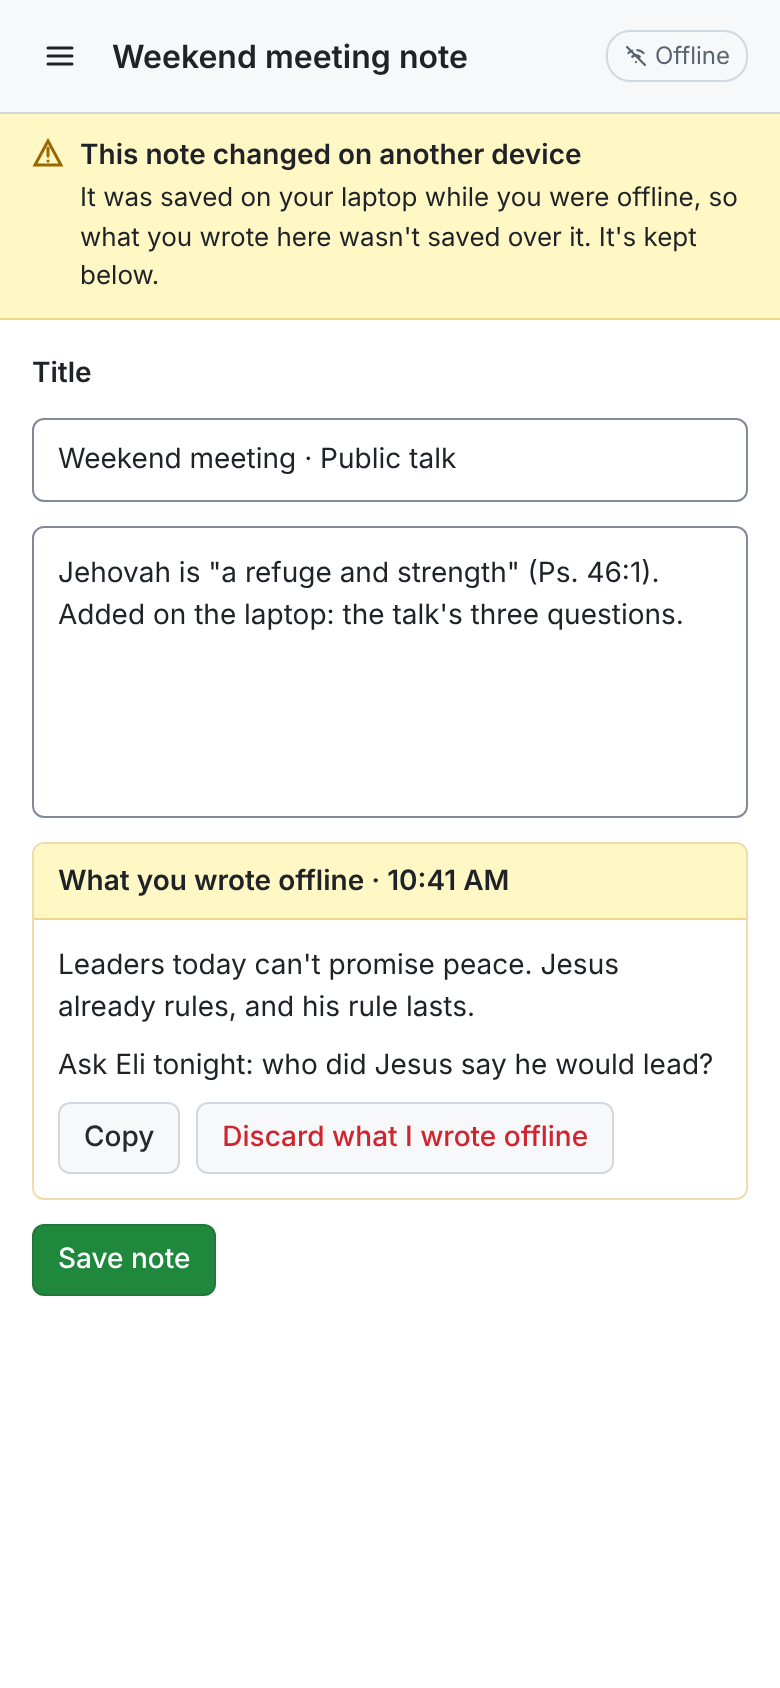 Weekend meeting note
Offline
This note changed on another device
It was saved on your laptop while you were offline, so
what you wrote here wasn't saved over it. It's kept
below.
Title
Weekend meeting · Public talk
Jehovah is "a refuge and strength" (Ps. 46:1).
Added on the laptop: the talk's three questions.
What you wrote offline · 10:41 AM
Leaders today can't promise peace. Jesus
already rules, and his rule lasts.
Ask Eli tonight: who did Jesus say he would lead?
Copy
Discard what I wrote offline
Save note